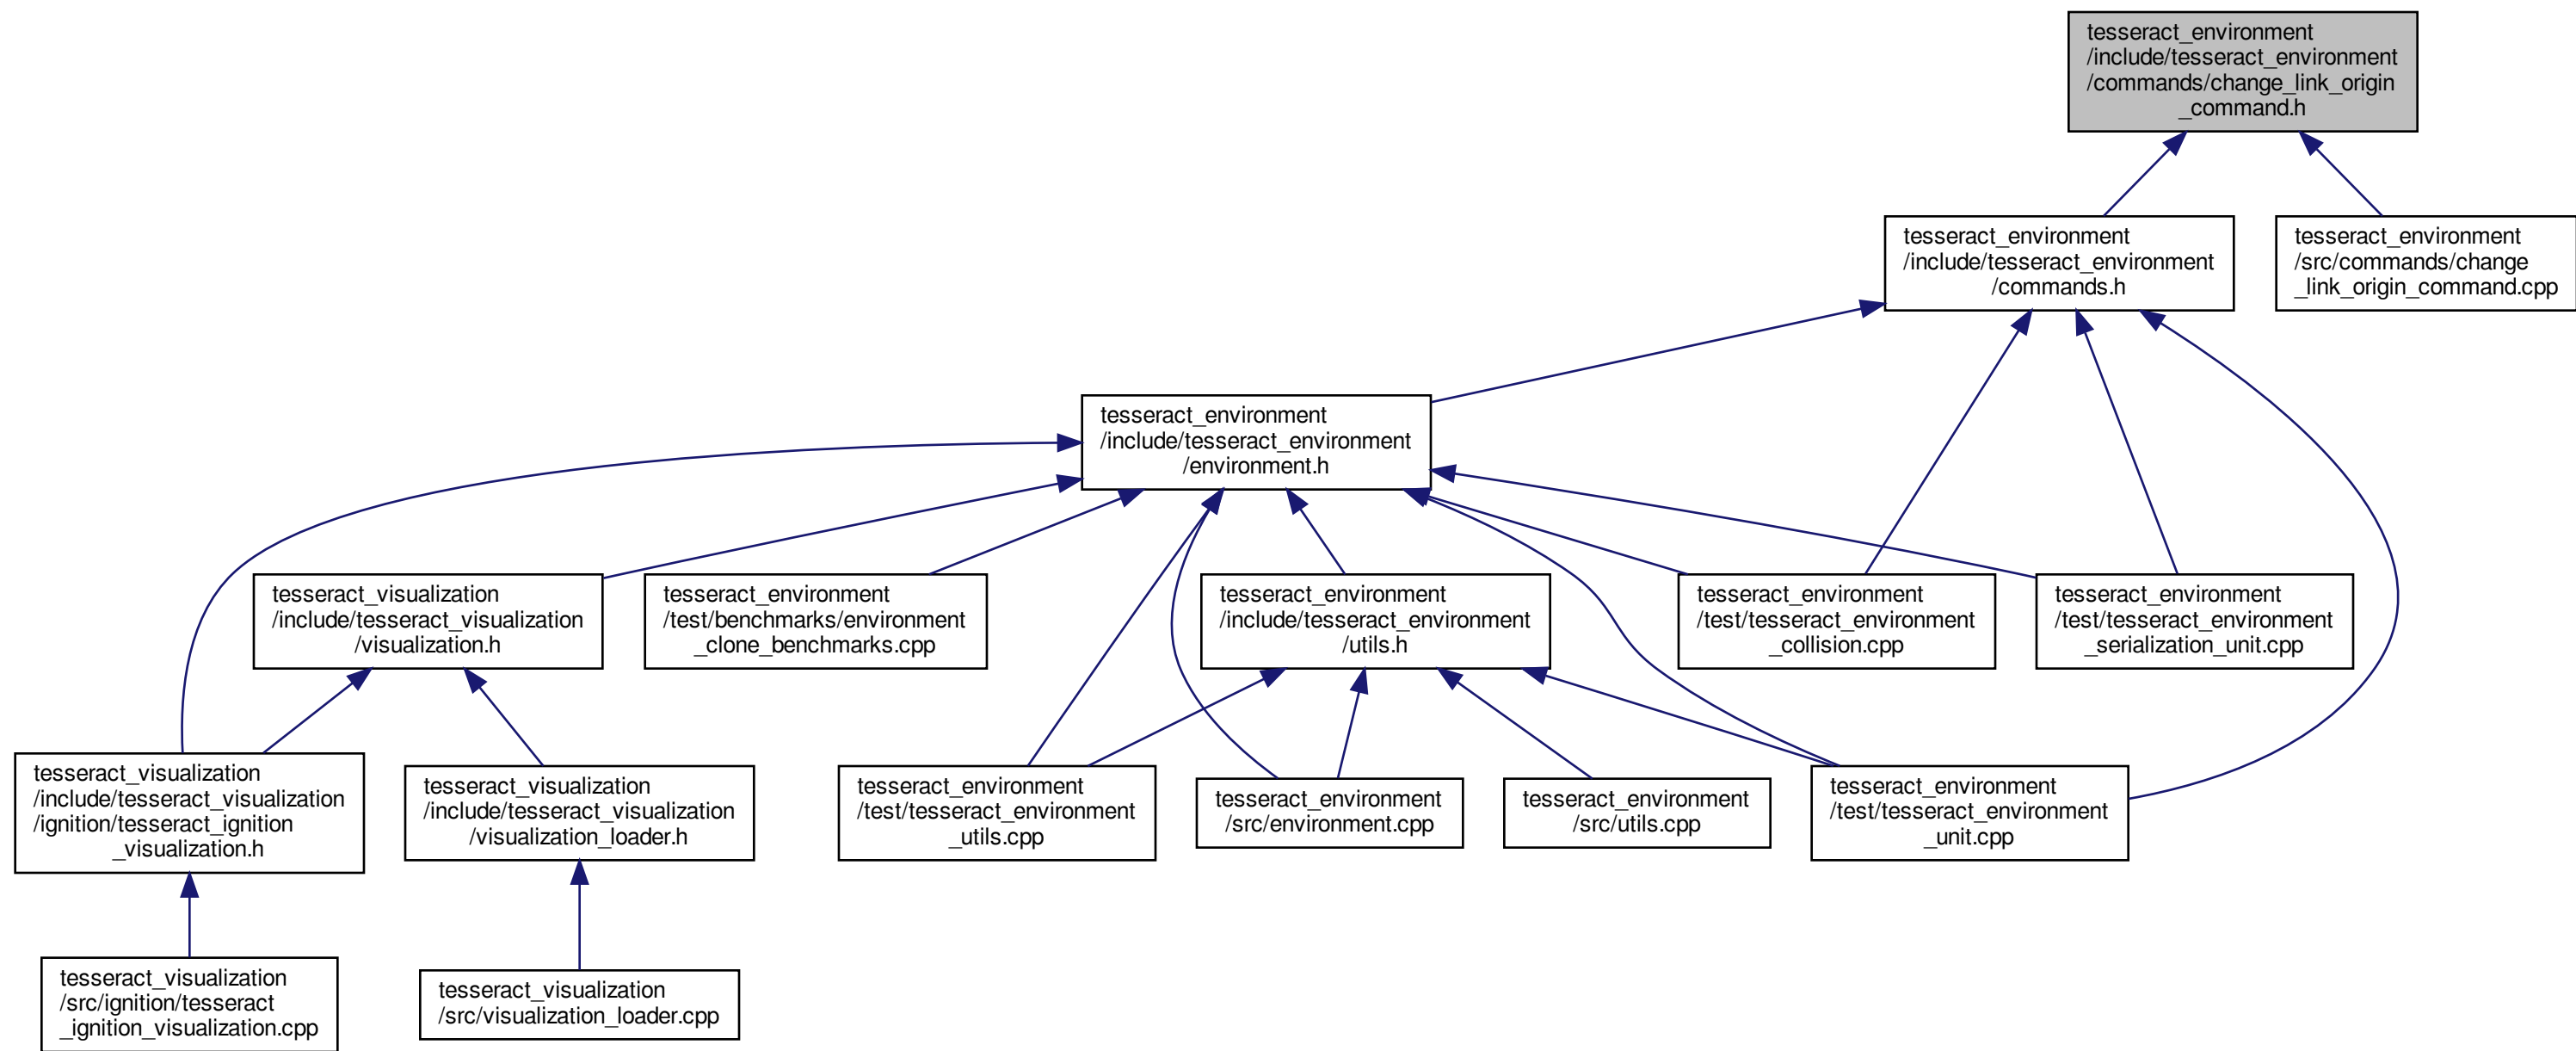 tesseract_environment
/include/tesseract_environment
/commands/change_link_origin
_command.h
tesseract_environment
/include/tesseract_environment
/commands.h
tesseract_environment
/src/commands/change
_link_origin_command.cpp
tesseract_environment
/include/tesseract_environment
/environment.h
tesseract_visualization
/include/tesseract_visualization
/visualization.h
tesseract_environment
/test/benchmarks/environment
_clone_benchmarks.cpp
tesseract_environment
/include/tesseract_environment
/utils.h
tesseract_environment
/test/tesseract_environment
_collision.cpp
tesseract_environment
/test/tesseract_environment
_serialization_unit.cpp
tesseract_visualization
/include/tesseract_visualization
/ignition/tesseract_ignition
_visualization.h
tesseract_visualization
/include/tesseract_visualization
/visualization_loader.h
tesseract_environment
/test/tesseract_environment
_utils.cpp
tesseract_environment
/src/environment.cpp
tesseract_environment
/src/utils.cpp
tesseract_environment
/test/tesseract_environment
_unit.cpp
tesseract_visualization
/src/ignition/tesseract
_ignition_visualization.cpp
tesseract_visualization
/src/visualization_loader.cpp